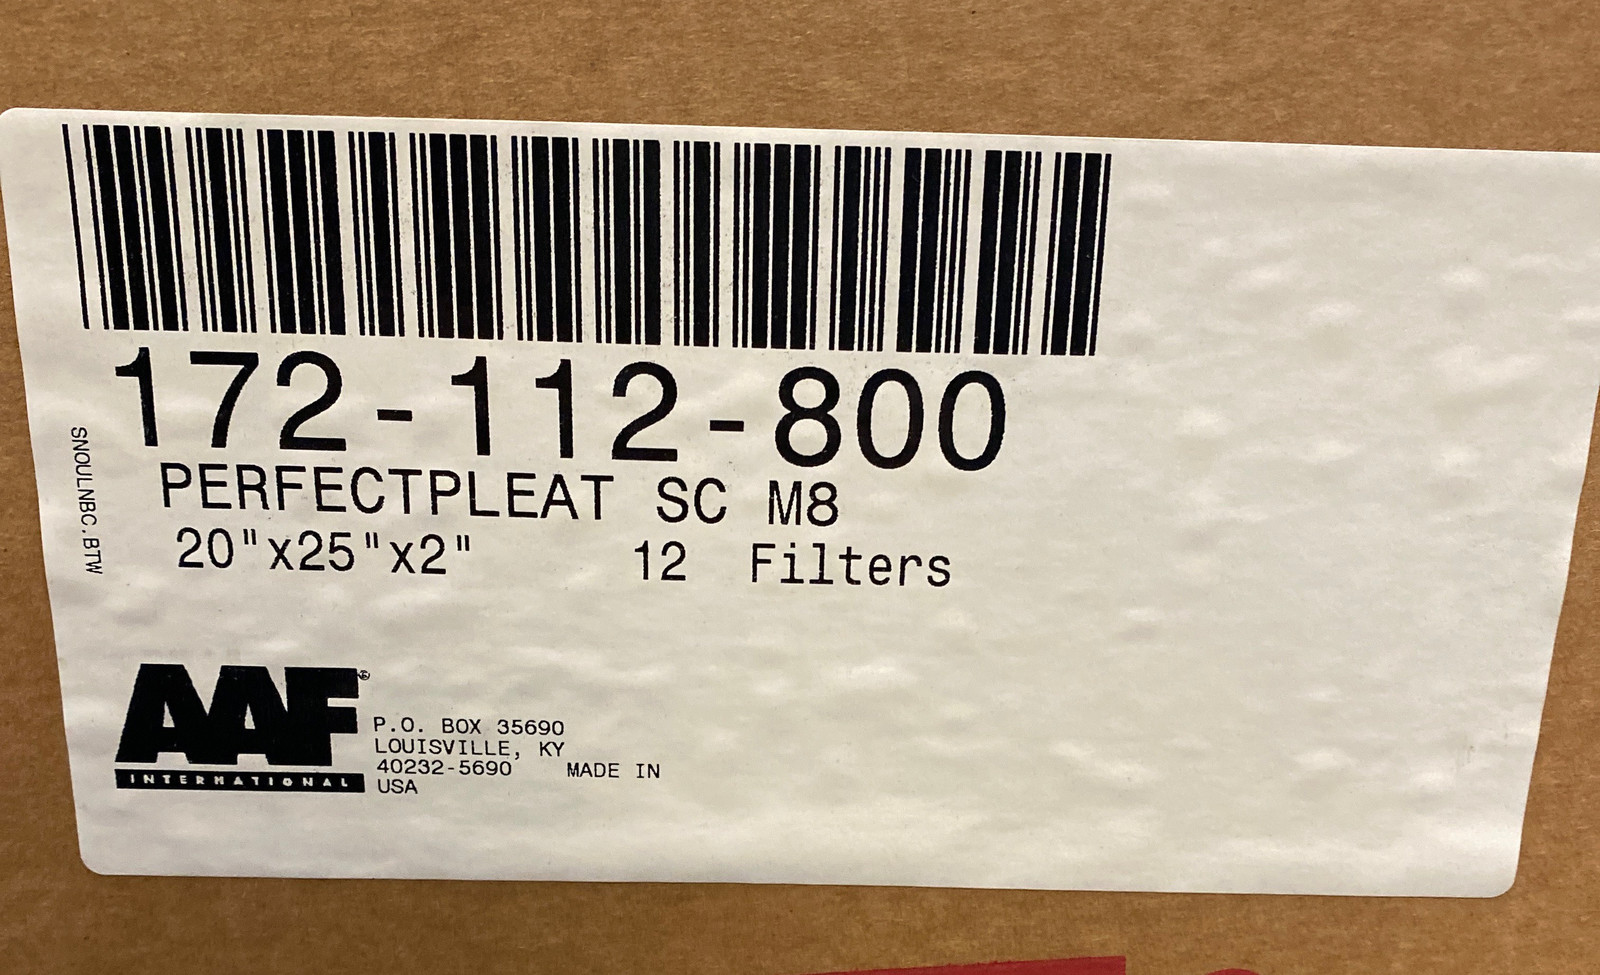 172-112-800
PERFECTPLEAT SC M8
20"x25"x2" 12 Filters
SNOULNBC.BTW
AAF®
INTERNATIONAL
P.O. BOX 35690
LOUISVILLE, KY
40232-5690 MADE IN
USA